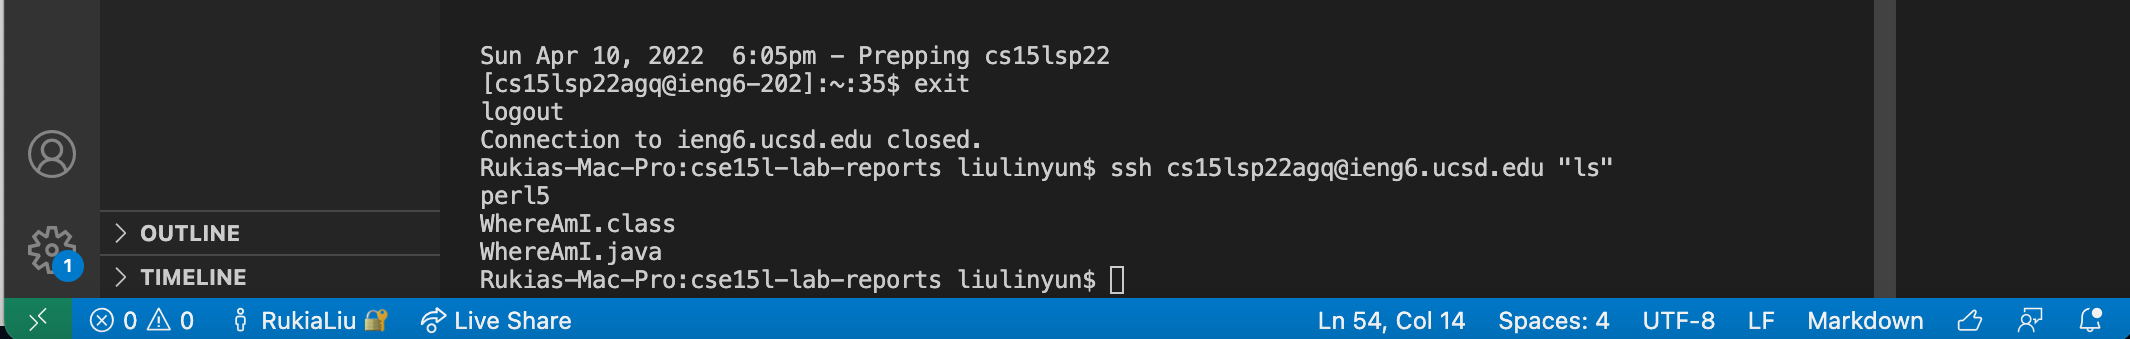 Sun Apr 10, 2022  6:05pm - Prepping cs15lsp22
[cs15lsp22agq@ieng6-202]:~:35$ exit
logout
Connection to ieng6.ucsd.edu closed.
Rukias-Mac-Pro:cse15l-lab-reports liulinyun$ ssh cs15lsp22agq@ieng6.ucsd.edu "ls"
perl5
WhereAmI.class
WhereAmI.java
Rukias-Mac-Pro:cse15l-lab-reports liulinyun$
1
OUTLINE
TIMELINE
0 0 RukiaLiu 🔐 Live Share Ln 54, Col 14 Spaces: 4 UTF-8 LF Markdown